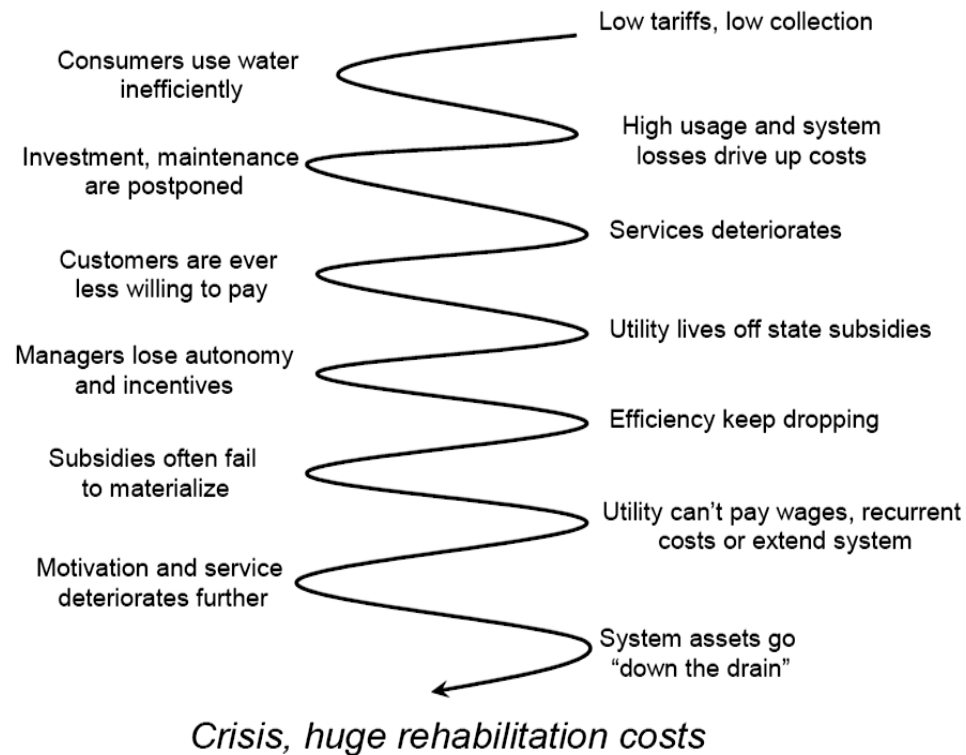 Low tariffs, low collection
Consumers use water
inefficiently
High usage and system
losses drive up costs
Investment, maintenance
are postponed
Services deteriorates
Customers are ever
less willing to pay
Utility lives off state subsidies
Managers lose autonomy
and incentives
Efficiency keep dropping
Subsidies often fail
to materialize
Utility can’t pay wages, recurrent
costs or extend system
Motivation and service
deteriorates further
System assets go
“down the drain”
Crisis, huge rehabilitation costs